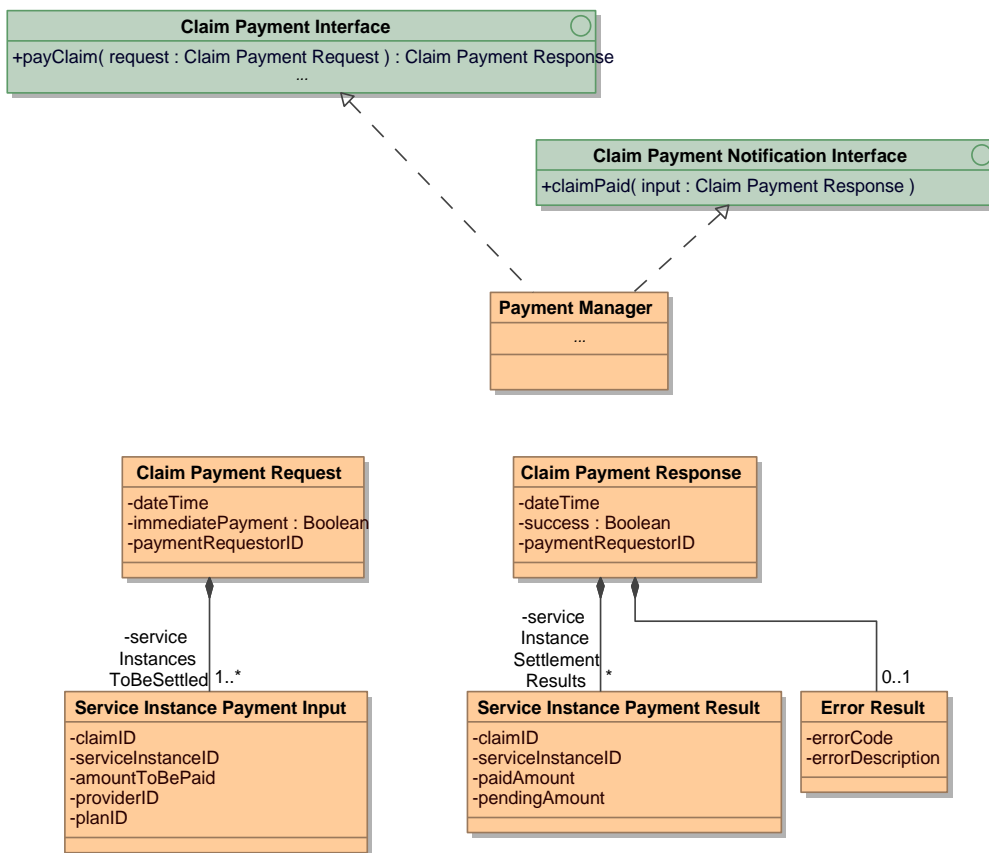 Claim Payment Interface
+payClaim( request : Claim Payment Request ) : Claim Payment Response
...
Claim Payment Notification Interface
+claimPaid( input : Claim Payment Response )
Payment Manager
...
Claim Payment Request
-dateTime
-immediatePayment : Boolean
-paymentRequestorID
-service
Instances
ToBeSettled
1..*
Service Instance Payment Input
-claimID
-serviceInstanceID
-amountToBePaid
-providerID
-planID
Claim Payment Response
-dateTime
-success : Boolean
-paymentRequestorID
-service
Instance
Settlement
Results
*
0..1
Service Instance Payment Result
-claimID
-serviceInstanceID
-paidAmount
-pendingAmount
Error Result
-errorCode
-errorDescription